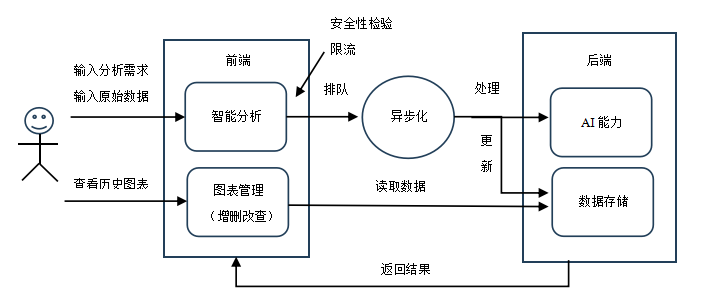 安全性检验
限流
输入分析需求
输入原始数据
前端
智能分析
排队
异步化
处理
后端
AI 能力
更
新
查看历史图表
图表管理
（增删改查）
读取数据
数据存储
返回结果